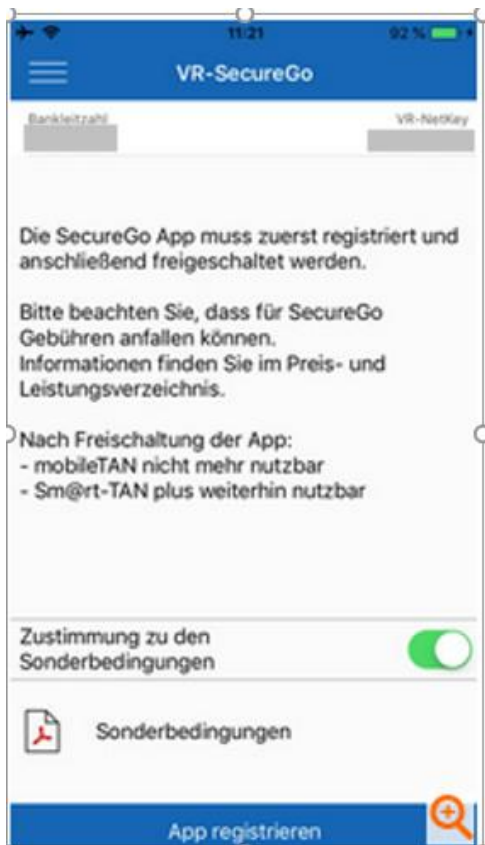 11:21 92 %
VR-SecureGo
Bankleitzahl VR-NetKey
Die SecureGo App muss zuerst registriert und
anschließend freigeschaltet werden.
Bitte beachten Sie, dass für SecureGo
Gebühren anfallen können.
Informationen finden Sie im Preis- und
Leistungsverzeichnis.
Nach Freischaltung der App:
- mobileTAN nicht mehr nutzbar
- Sm@rt-TAN plus weiterhin nutzbar
Zustimmung zu den
Sonderbedingungen
Sonderbedingungen
App registrieren